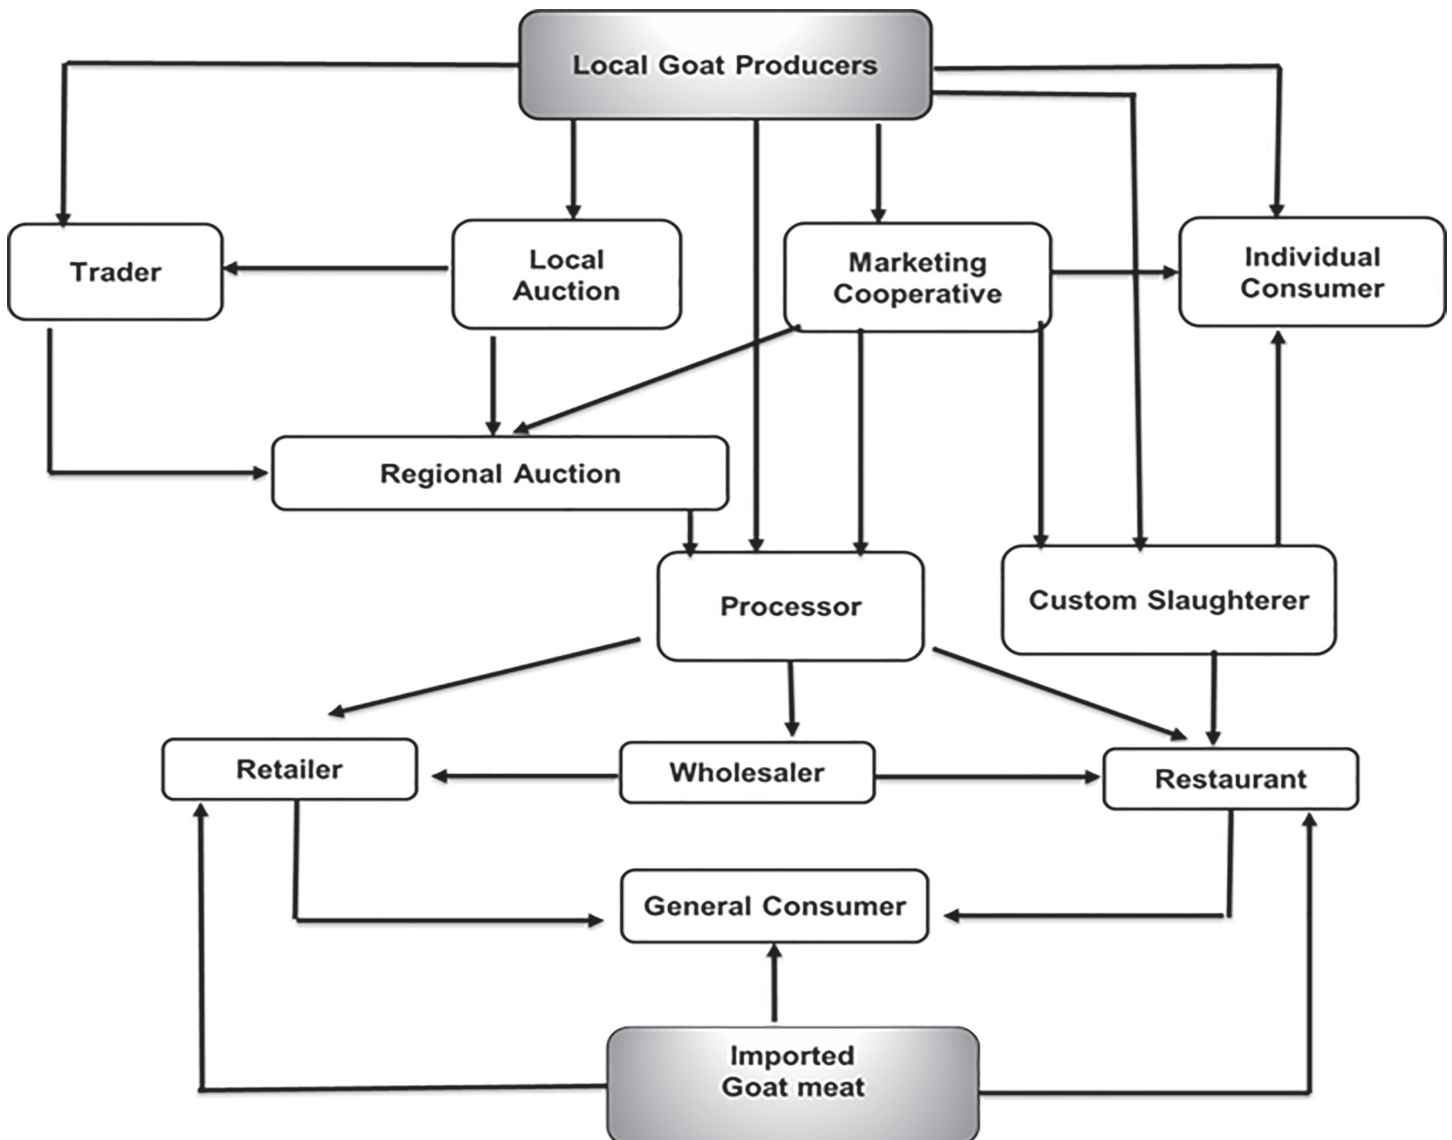 Local Goat Producers
Trader
Local
Auction
Marketing
Cooperative
Individual
Consumer
Regional Auction
Processor
Custom Slaughterer
Retailer
Wholesaler
Restaurant
General Consumer
Imported
Goat meat